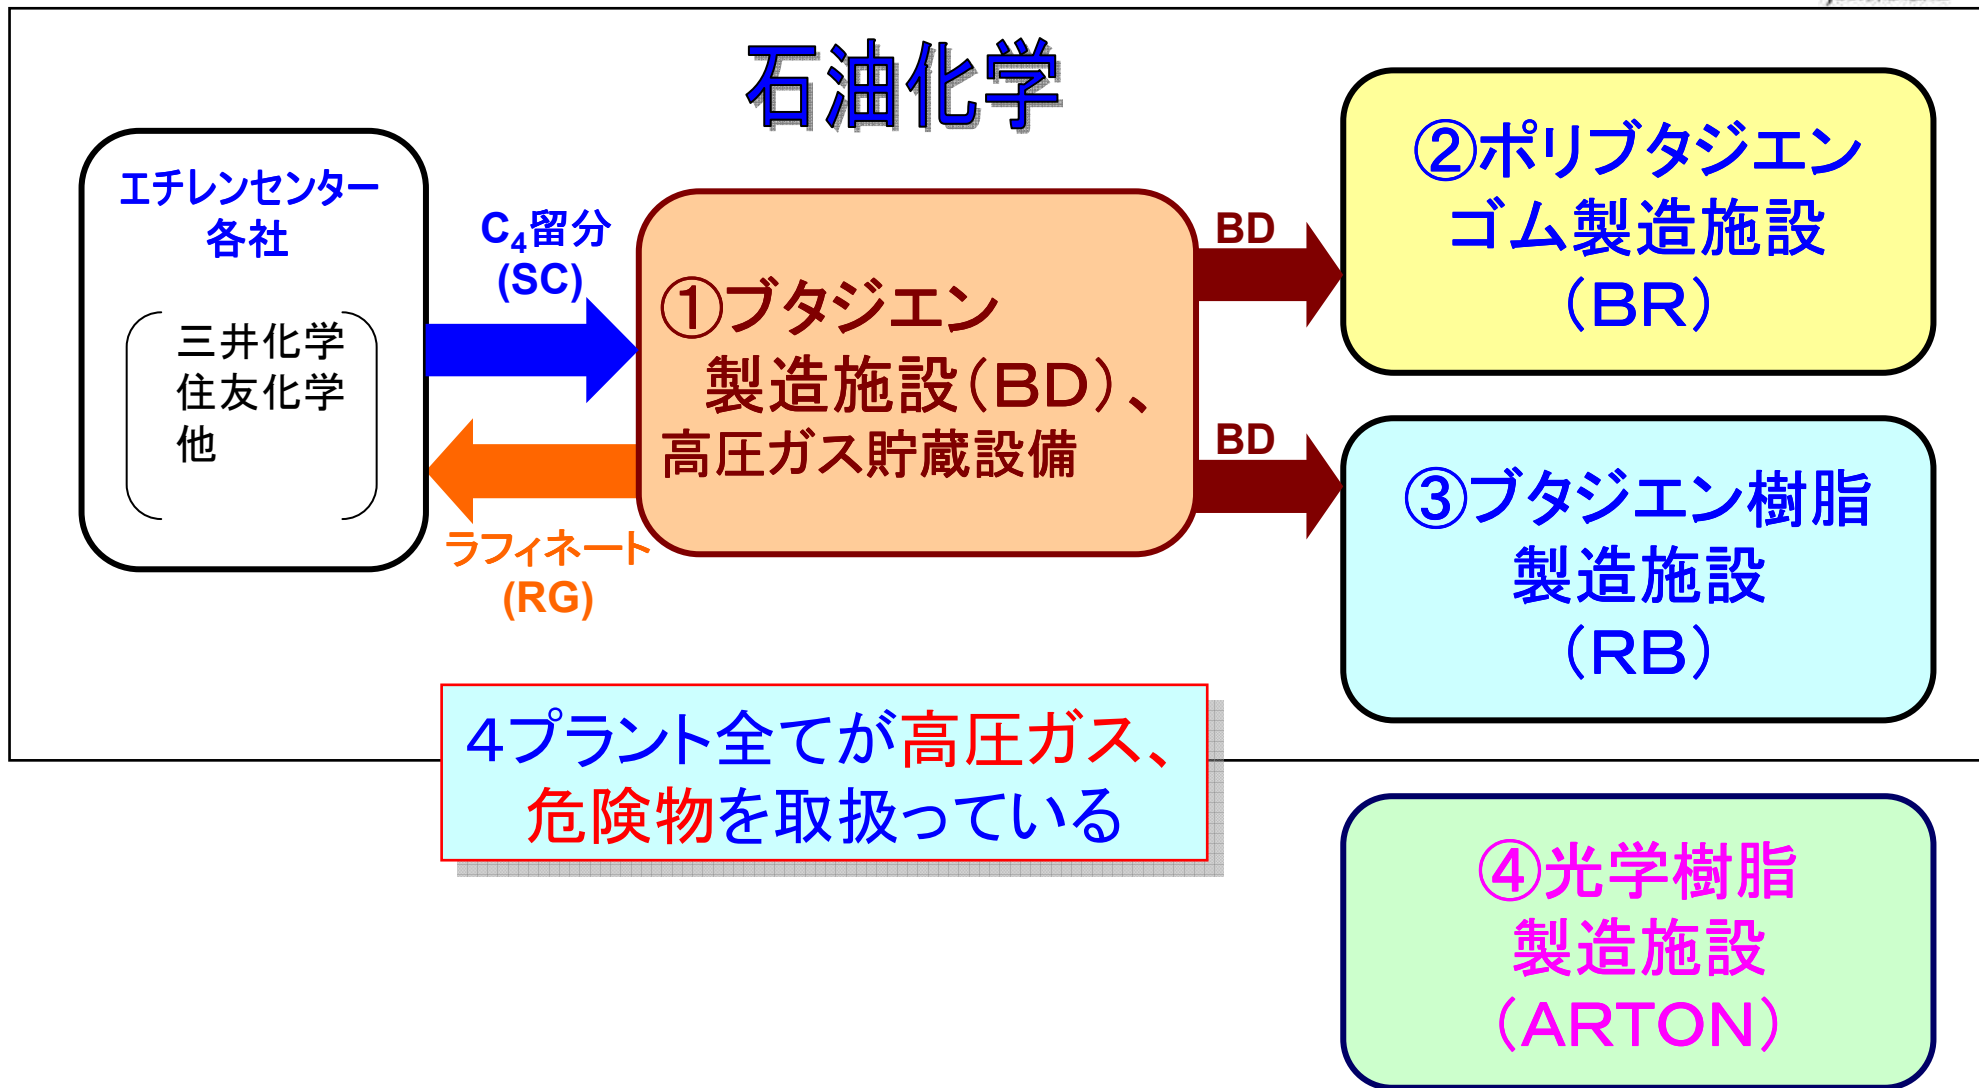 石油化学
エチレンセンター
各社
三井化学
住友化学
他
C₄留分
(SC)
ラフィネート
(RG)
①ブタジエン
製造施設(BD)、
高圧ガス貯蔵設備
BD
BD
②ポリブタジエン
ゴム製造施設
(BR)
③ブタジエン樹脂
製造施設
(RB)
4プラント全てが高圧ガス、
危険物を取扱っている
④光学樹脂
製造施設
(ARTON)